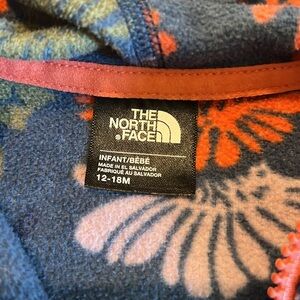 THE
NORTH
FACE
INFANT/BÉBÉ
MADE IN EL SALVADOR
FABRIQUÉ AU SALVADOR
12-18M